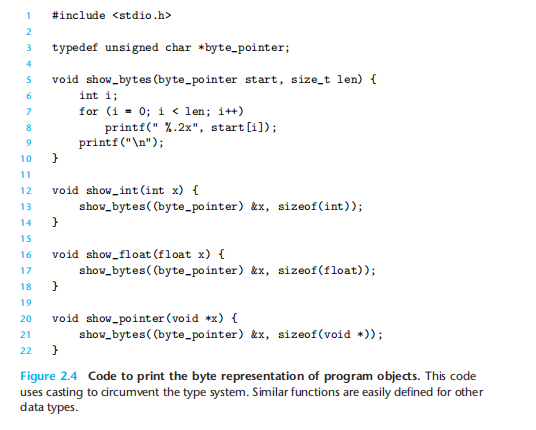 1 #include <stdio.h>
2
3 typedef unsigned char *byte_pointer;
4
5 void show_bytes(byte_pointer start, size_t len) {
6     int i;
7     for (i = 0; i < len; i++)
8         printf(" %.2x", start[i]);
9     printf("\n");
10 }
11
12 void show_int(int x) {
13     show_bytes((byte_pointer) &x, sizeof(int));
14 }
15
16 void show_float(float x) {
17     show_bytes((byte_pointer) &x, sizeof(float));
18 }
19
20 void show_pointer(void *x) {
21     show_bytes((byte_pointer) &x, sizeof(void *));
22 }
Figure 2.4 Code to print the byte representation of program objects. This code
uses casting to circumvent the type system. Similar functions are easily defined for other
data types.